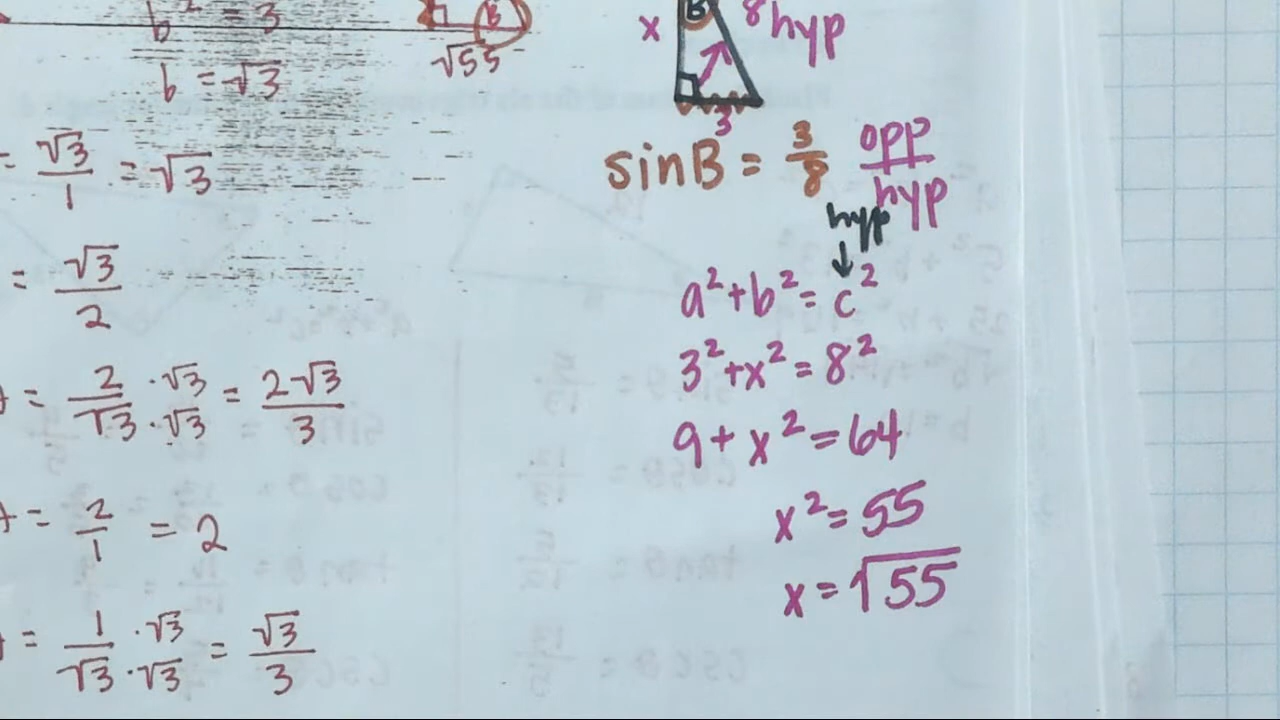 b² = 3
b = √3
= √3/1 = √3
= √3/2
= 2/√3 · √3/· √3 = 2√3/3
= 2/1 = 2
= 1/√3 · √3/· √3 = √3/3
B
√55
B
x
8 hyp
3
sinB = 3/8 opp/hyp
hyp
↓
a²+b²=c²
3²+x²=8²
9+x²=64
x²=55
x=√55